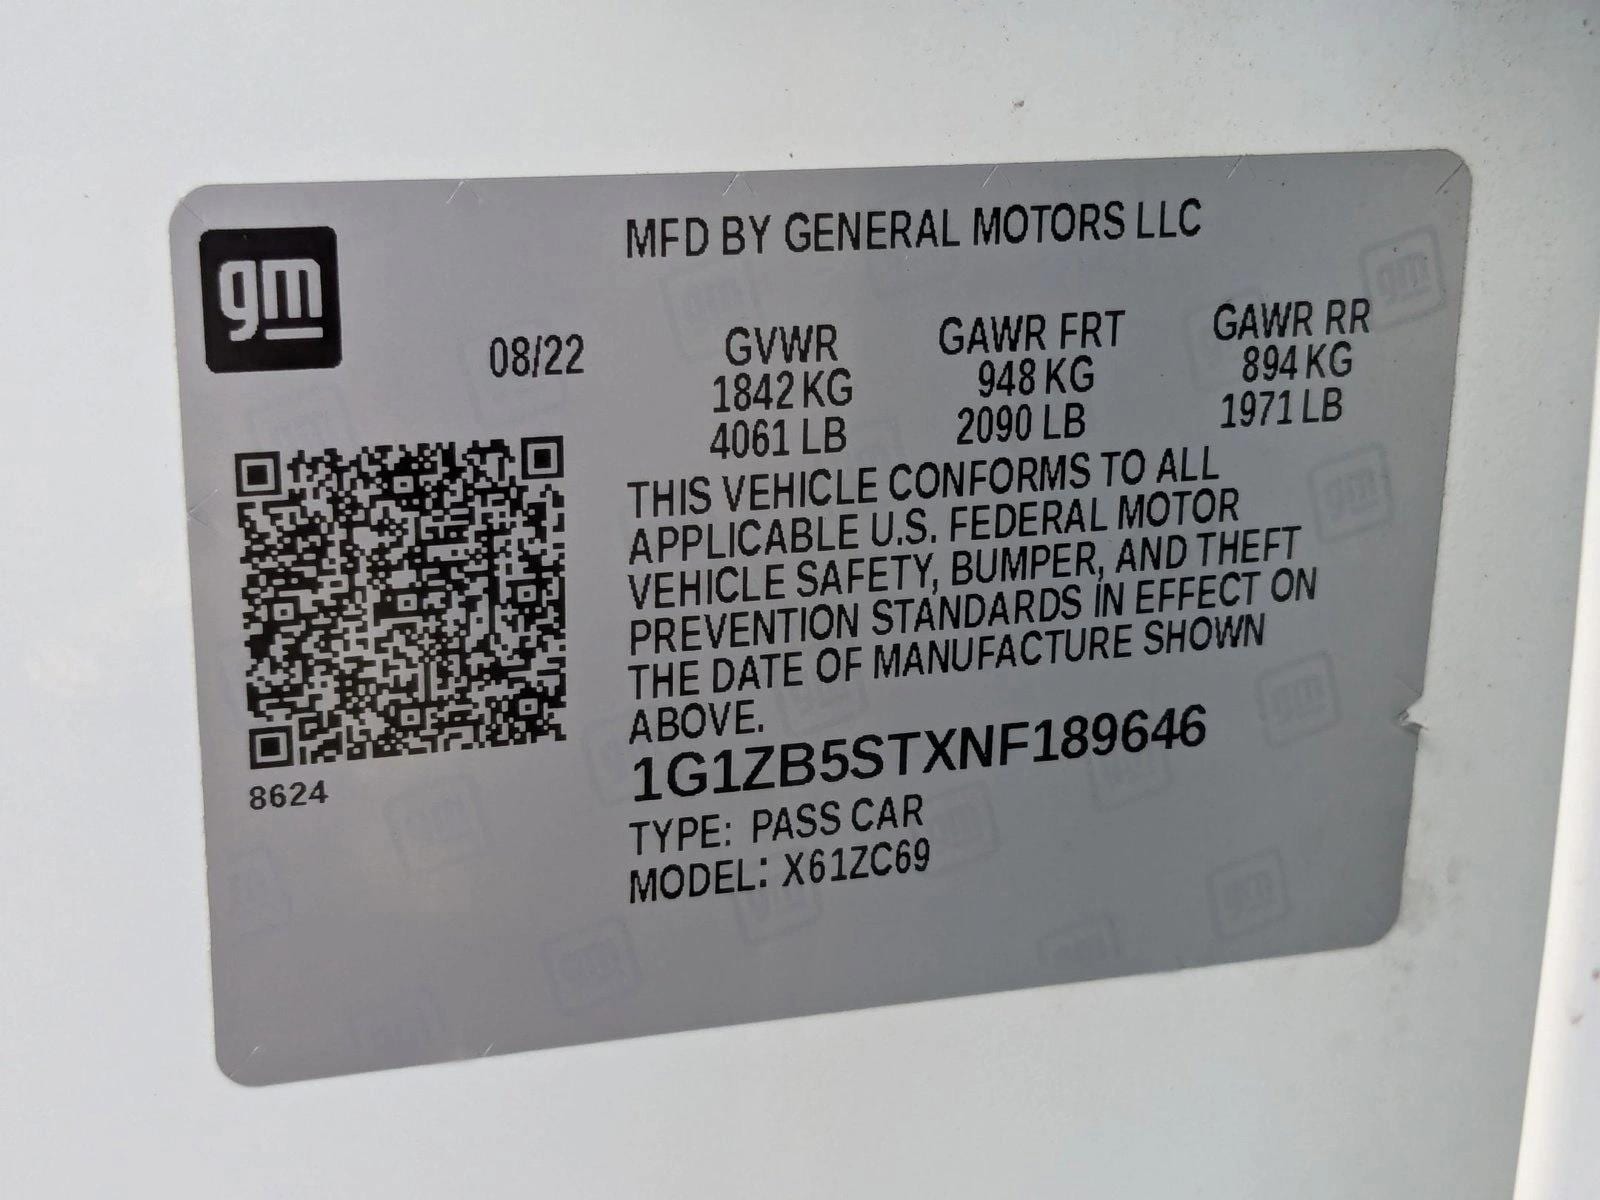 gm
MFD BY GENERAL MOTORS LLC
08/22
GVWR
1842 KG
4061 LB
GAWR FRT
948 KG
2090 LB
GAWR RR
894 KG
1971 LB
THIS VEHICLE CONFORMS TO ALL
APPLICABLE U.S. FEDERAL MOTOR
VEHICLE SAFETY, BUMPER, AND THEFT
PREVENTION STANDARDS IN EFFECT ON
THE DATE OF MANUFACTURE SHOWN
ABOVE.
1G1ZB5STXNF189646
TYPE: PASS CAR
MODEL: X61ZC69
8624